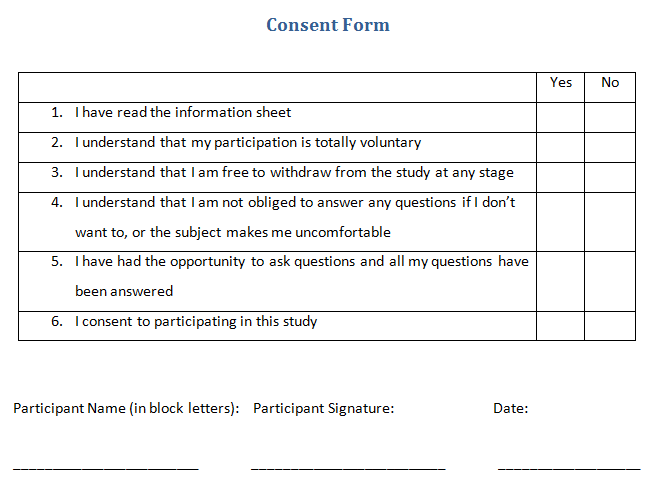 Consent Form
Yes No
1. I have read the information sheet
2. I understand that my participation is totally voluntary
3. I understand that I am free to withdraw from the study at any stage
4. I understand that I am not obliged to answer any questions if I don’t
want to, or the subject makes me uncomfortable
5. I have had the opportunity to ask questions and all my questions have
been answered
6. I consent to participating in this study
Participant Name (in block letters): Participant Signature: Date: